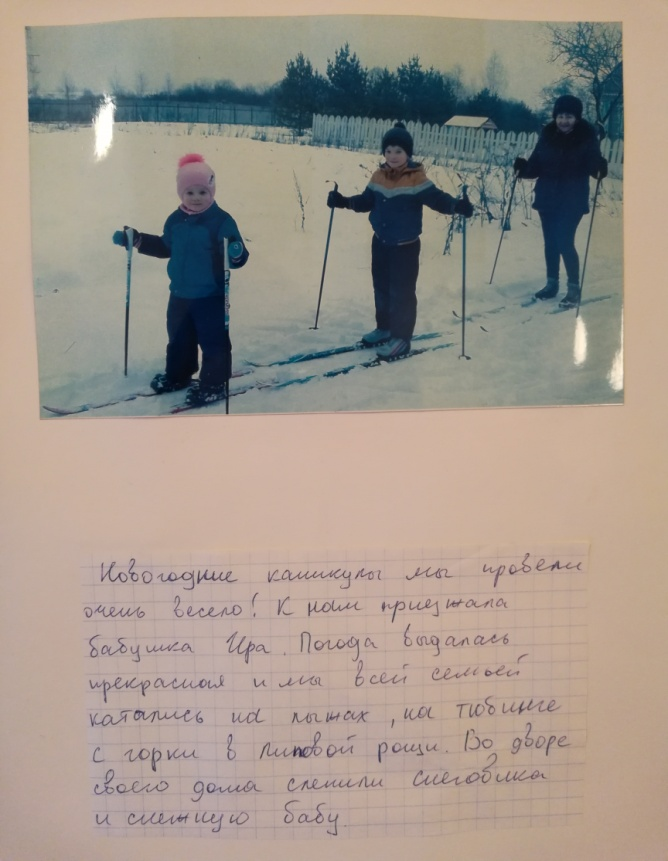 Новогодние каникулы мы провели
очень весело! К нам приезжала
бабушка Ира. Погода выдалась
прекрасная и мы всей семьей
катались на лыжах, на тюбинге
с горки в липовой рощи. Во дворе
своего дома слепили снеговика
и снежную бабу.